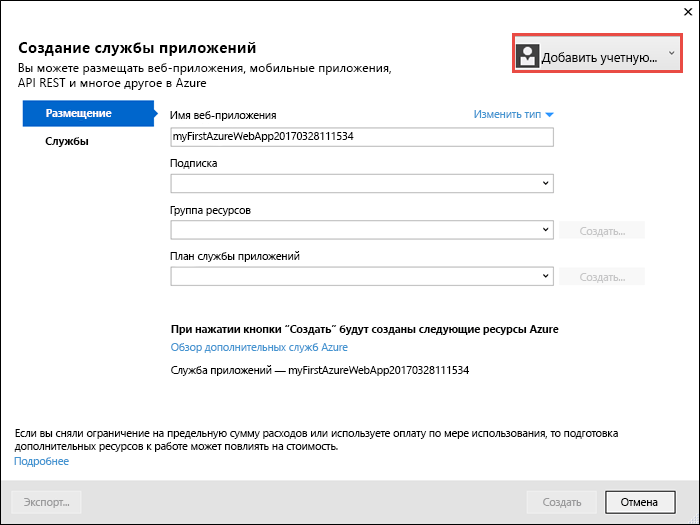 Создание службы приложений
Добавить учетную...
Вы можете размещать веб-приложения, мобильные приложения,
API REST и многое другое в Azure
Размещение
Службы
Имя веб-приложения
Изменить тип
myFirstAzureWebApp20170328111534
Подписка
Группа ресурсов
Создать...
План службы приложений
Создать...
При нажатии кнопки “Создать” будут созданы следующие ресурсы Azure
Обзор дополнительных служб Azure
Служба приложений — myFirstAzureWebApp20170328111534
Если вы сняли ограничение на предельную сумму расходов или используете оплату по мере использования, то подготовка
дополнительных ресурсов к работе может повлиять на стоимость.
Подробнее
Экспорт...
Создать
Отмена